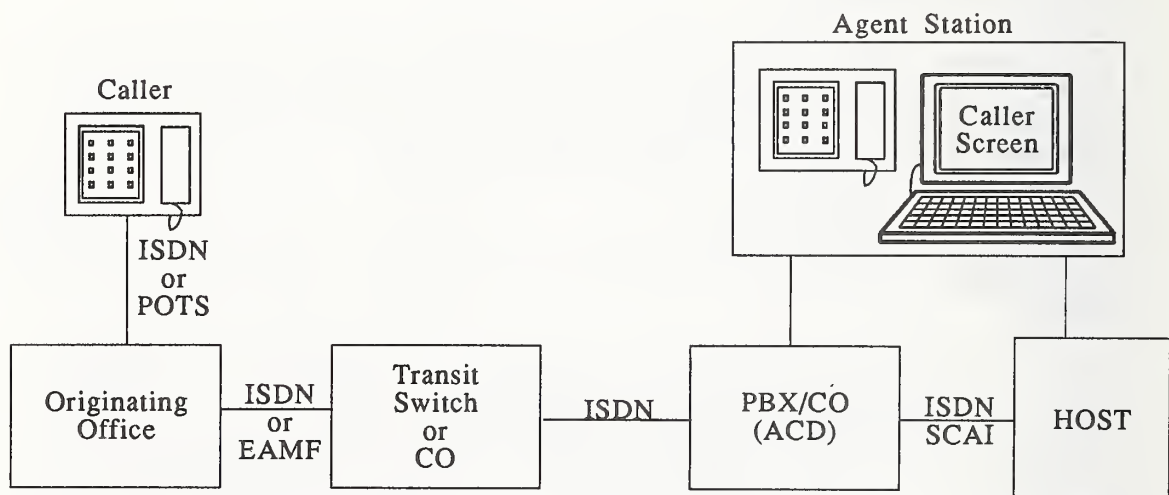 Agent Station
Caller
Caller
Screen
ISDN
or
POTS
Originating
Office
ISDN
or
EAMF
Transit
Switch
or
CO
ISDN
PBX/CO
(ACD)
ISDN
SCAI
HOST